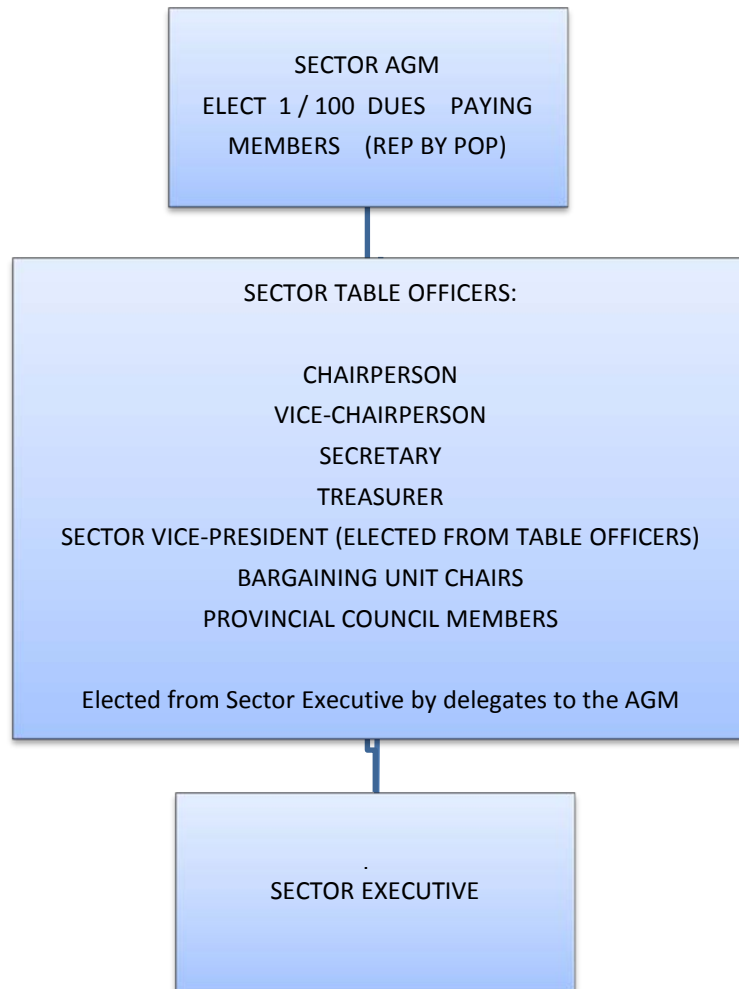 SECTOR AGM
ELECT 1 / 100 DUES PAYING
MEMBERS (REP BY POP)
SECTOR TABLE OFFICERS:
CHAIRPERSON
VICE-CHAIRPERSON
SECRETARY
TREASURER
SECTOR VICE-PRESIDENT (ELECTED FROM TABLE OFFICERS)
BARGAINING UNIT CHAIRS
PROVINCIAL COUNCIL MEMBERS
Elected from Sector Executive by delegates to the AGM
.
SECTOR EXECUTIVE